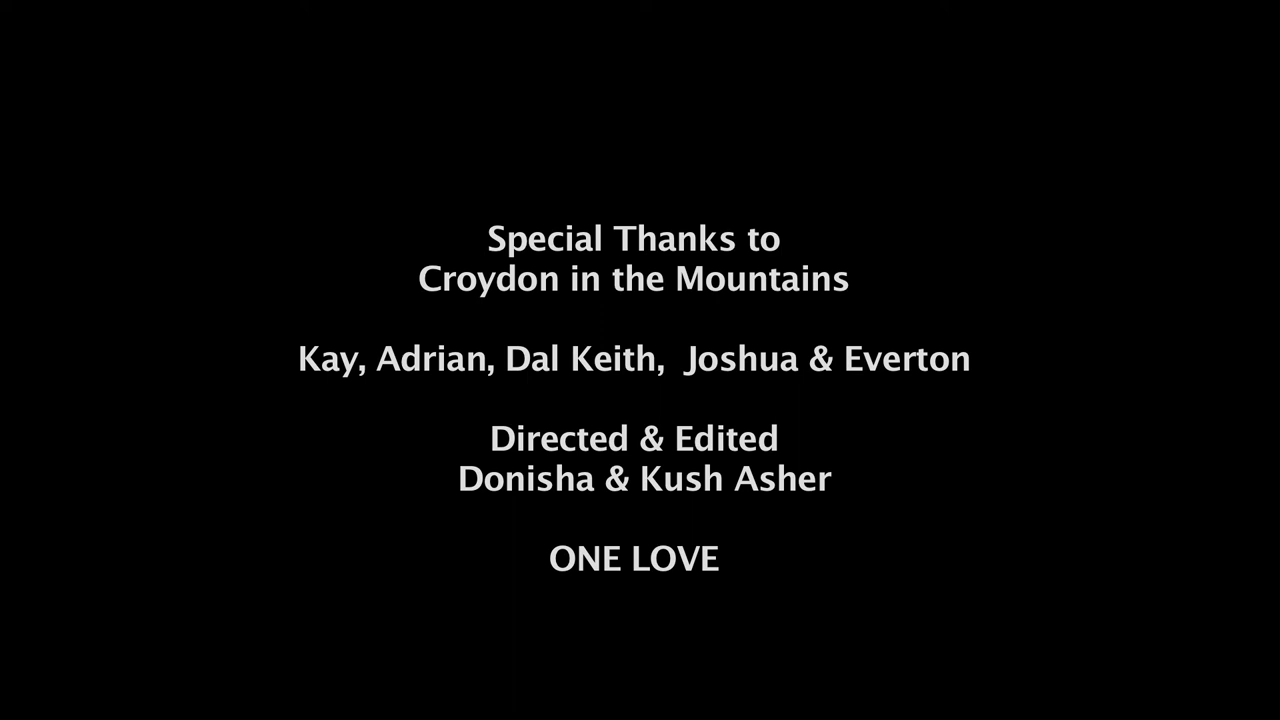 Special Thanks to
Croydon in the Mountains
Kay, Adrian, Dal Keith,  Joshua & Everton
Directed & Edited
Donisha & Kush Asher
ONE LOVE